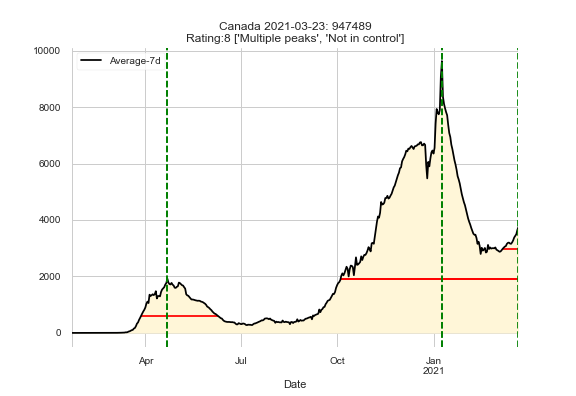 Canada 2021-03-23: 947489
Rating:8 ['Multiple peaks', 'Not in control']
Average-7d
10000
8000
6000
4000
2000
0
Apr
Jul
Oct
Jan
2021
Date